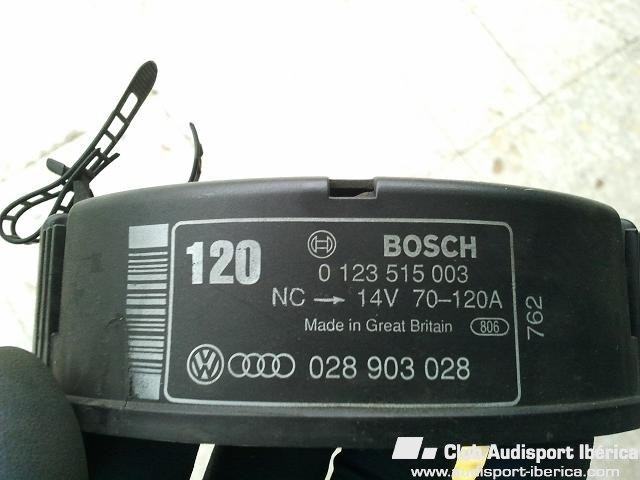 120 BOSCH
0 123 515 003
NC → 14V 70-120A
Made in Great Britain 806
028 903 028
762
Club Audisport Ibérica
www.audisport-iberica.com